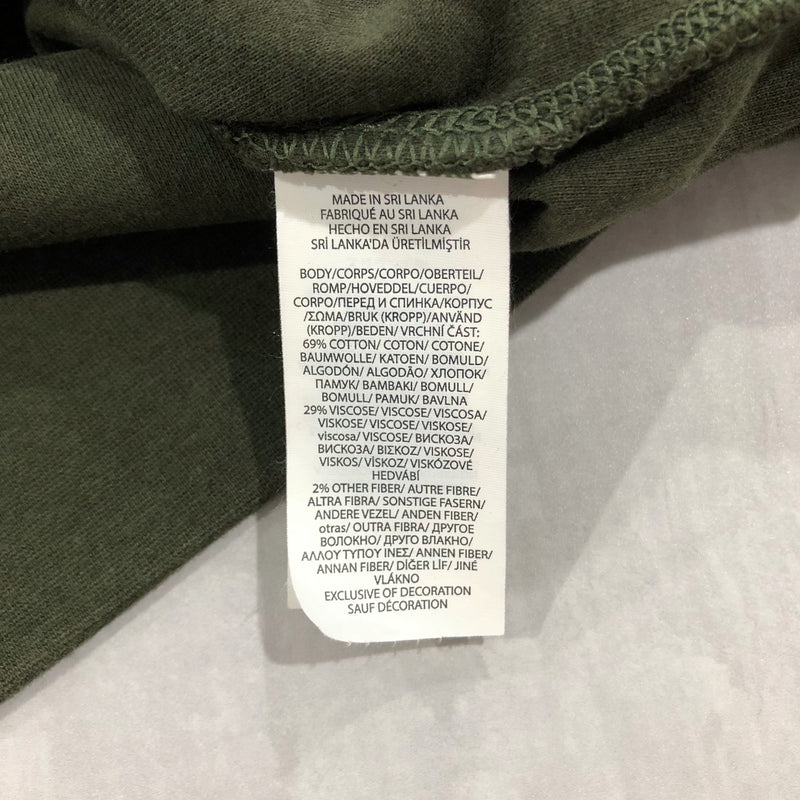 MADE IN SRI LANKA
FABRIQUÉ AU SRI LANKA
HECHO EN SRI LANKA
SRİ LANKA'DA ÜRETİLMİŞTİR
BODY/CORPS/CORPO/OBERTEIL/
ROMP/HOVEDDEL/CUERPO/
CORPO/ПЕРЕД И СПИНКА/КОРПУС
/ΣΩΜΑ/BRUK (KROPP)/ANVÄND
(KROPP)/BEDEN/ VRCHNÍ ČÁST:
69% COTTON/ COTON/ COTONE/
BAUMWOLLE/ KATOEN/ BOMULD/
ALGODÓN/ ALGODÃO/ ХЛОПОК/
ПАМУК/ ΒΑΜΒΑΚΙ/ BOMULL/
BOMULL/ PAMUK/ BAVLNA
29% VISCOSE/ VISCOSE/ VISCOSA/
VISKOSE/ VISCOSE/ VISKOSE/
viscosa/ VISCOSE/ ВИСКОЗА/
ВИСКОЗА/ ΒΙΣΚΟΖ/ VISKOSE/
VISKOS/ VİSKOZ/ VISKÓZOVÉ
HEDVÁBÍ
2% OTHER FIBER/ AUTRE FIBRE/
ALTRA FIBRA/ SONSTIGE FASERN/
ANDERE VEZEL/ ANDEN FIBER/
otras/ OUTRA FIBRA/ ДРУГОЕ
ВОЛОКНО/ ДРУГО ВЛАКНО/
ΑΛΛΟΥ ΤΥΠΟΥ ΙΝΕΣ/ ANNEN FIBER/
ANNAN FIBER/ DİĞER LİF/ JINÉ
VLÁKNO
EXCLUSIVE OF DECORATION
SAUF DÉCORATION